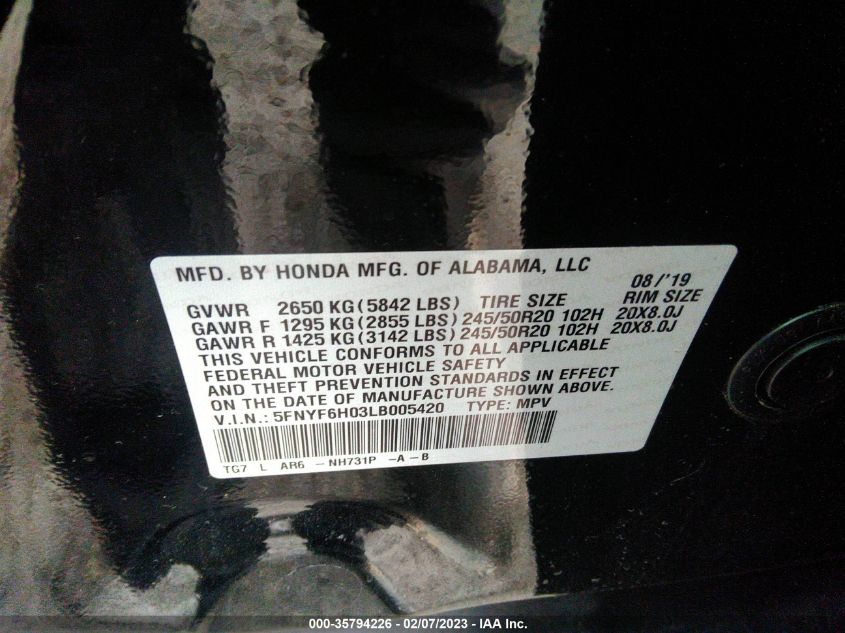 MFD. BY HONDA MFG. OF ALABAMA, LLC 08/'19
GVWR 2650 KG (5842 LBS) TIRE SIZE RIM SIZE
GAWR F 1295 KG (2855 LBS) 245/50R20 102H 20X8.0J
GAWR R 1425 KG (3142 LBS) 245/50R20 102H 20X8.0J
THIS VEHICLE CONFORMS TO ALL APPLICABLE
FEDERAL MOTOR VEHICLE SAFETY
AND THEFT PREVENTION STANDARDS IN EFFECT
ON THE DATE OF MANUFACTURE SHOWN ABOVE.
V.I.N.: 5FNYF6H03LB005420 TYPE: MPV
TG7 L AR6 -NH731P -A-B
000-35794226 - 02/07/2023 - IAA Inc.